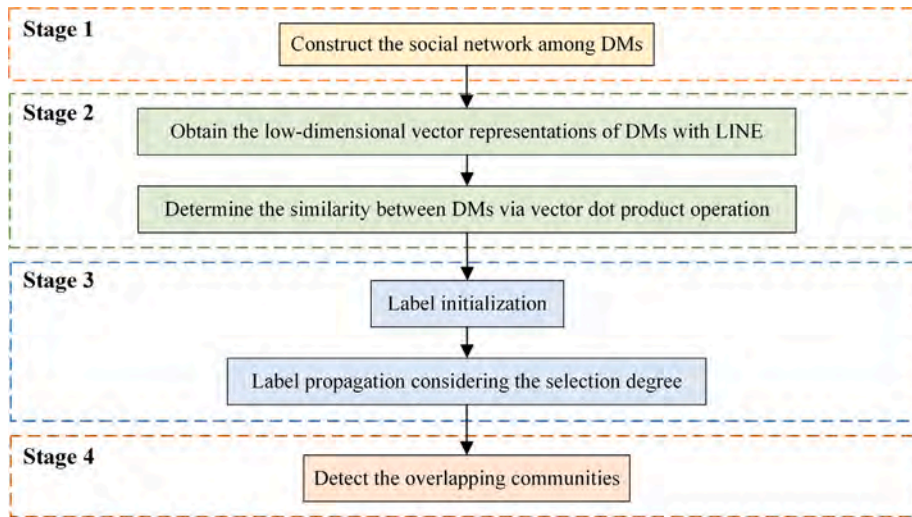 Stage 1
Construct the social network among DMs
Stage 2
Obtain the low-dimensional vector representations of DMs with LINE
Determine the similarity between DMs via vector dot product operation
Stage 3
Label initialization
Label propagation considering the selection degree
Stage 4
Detect the overlapping communities